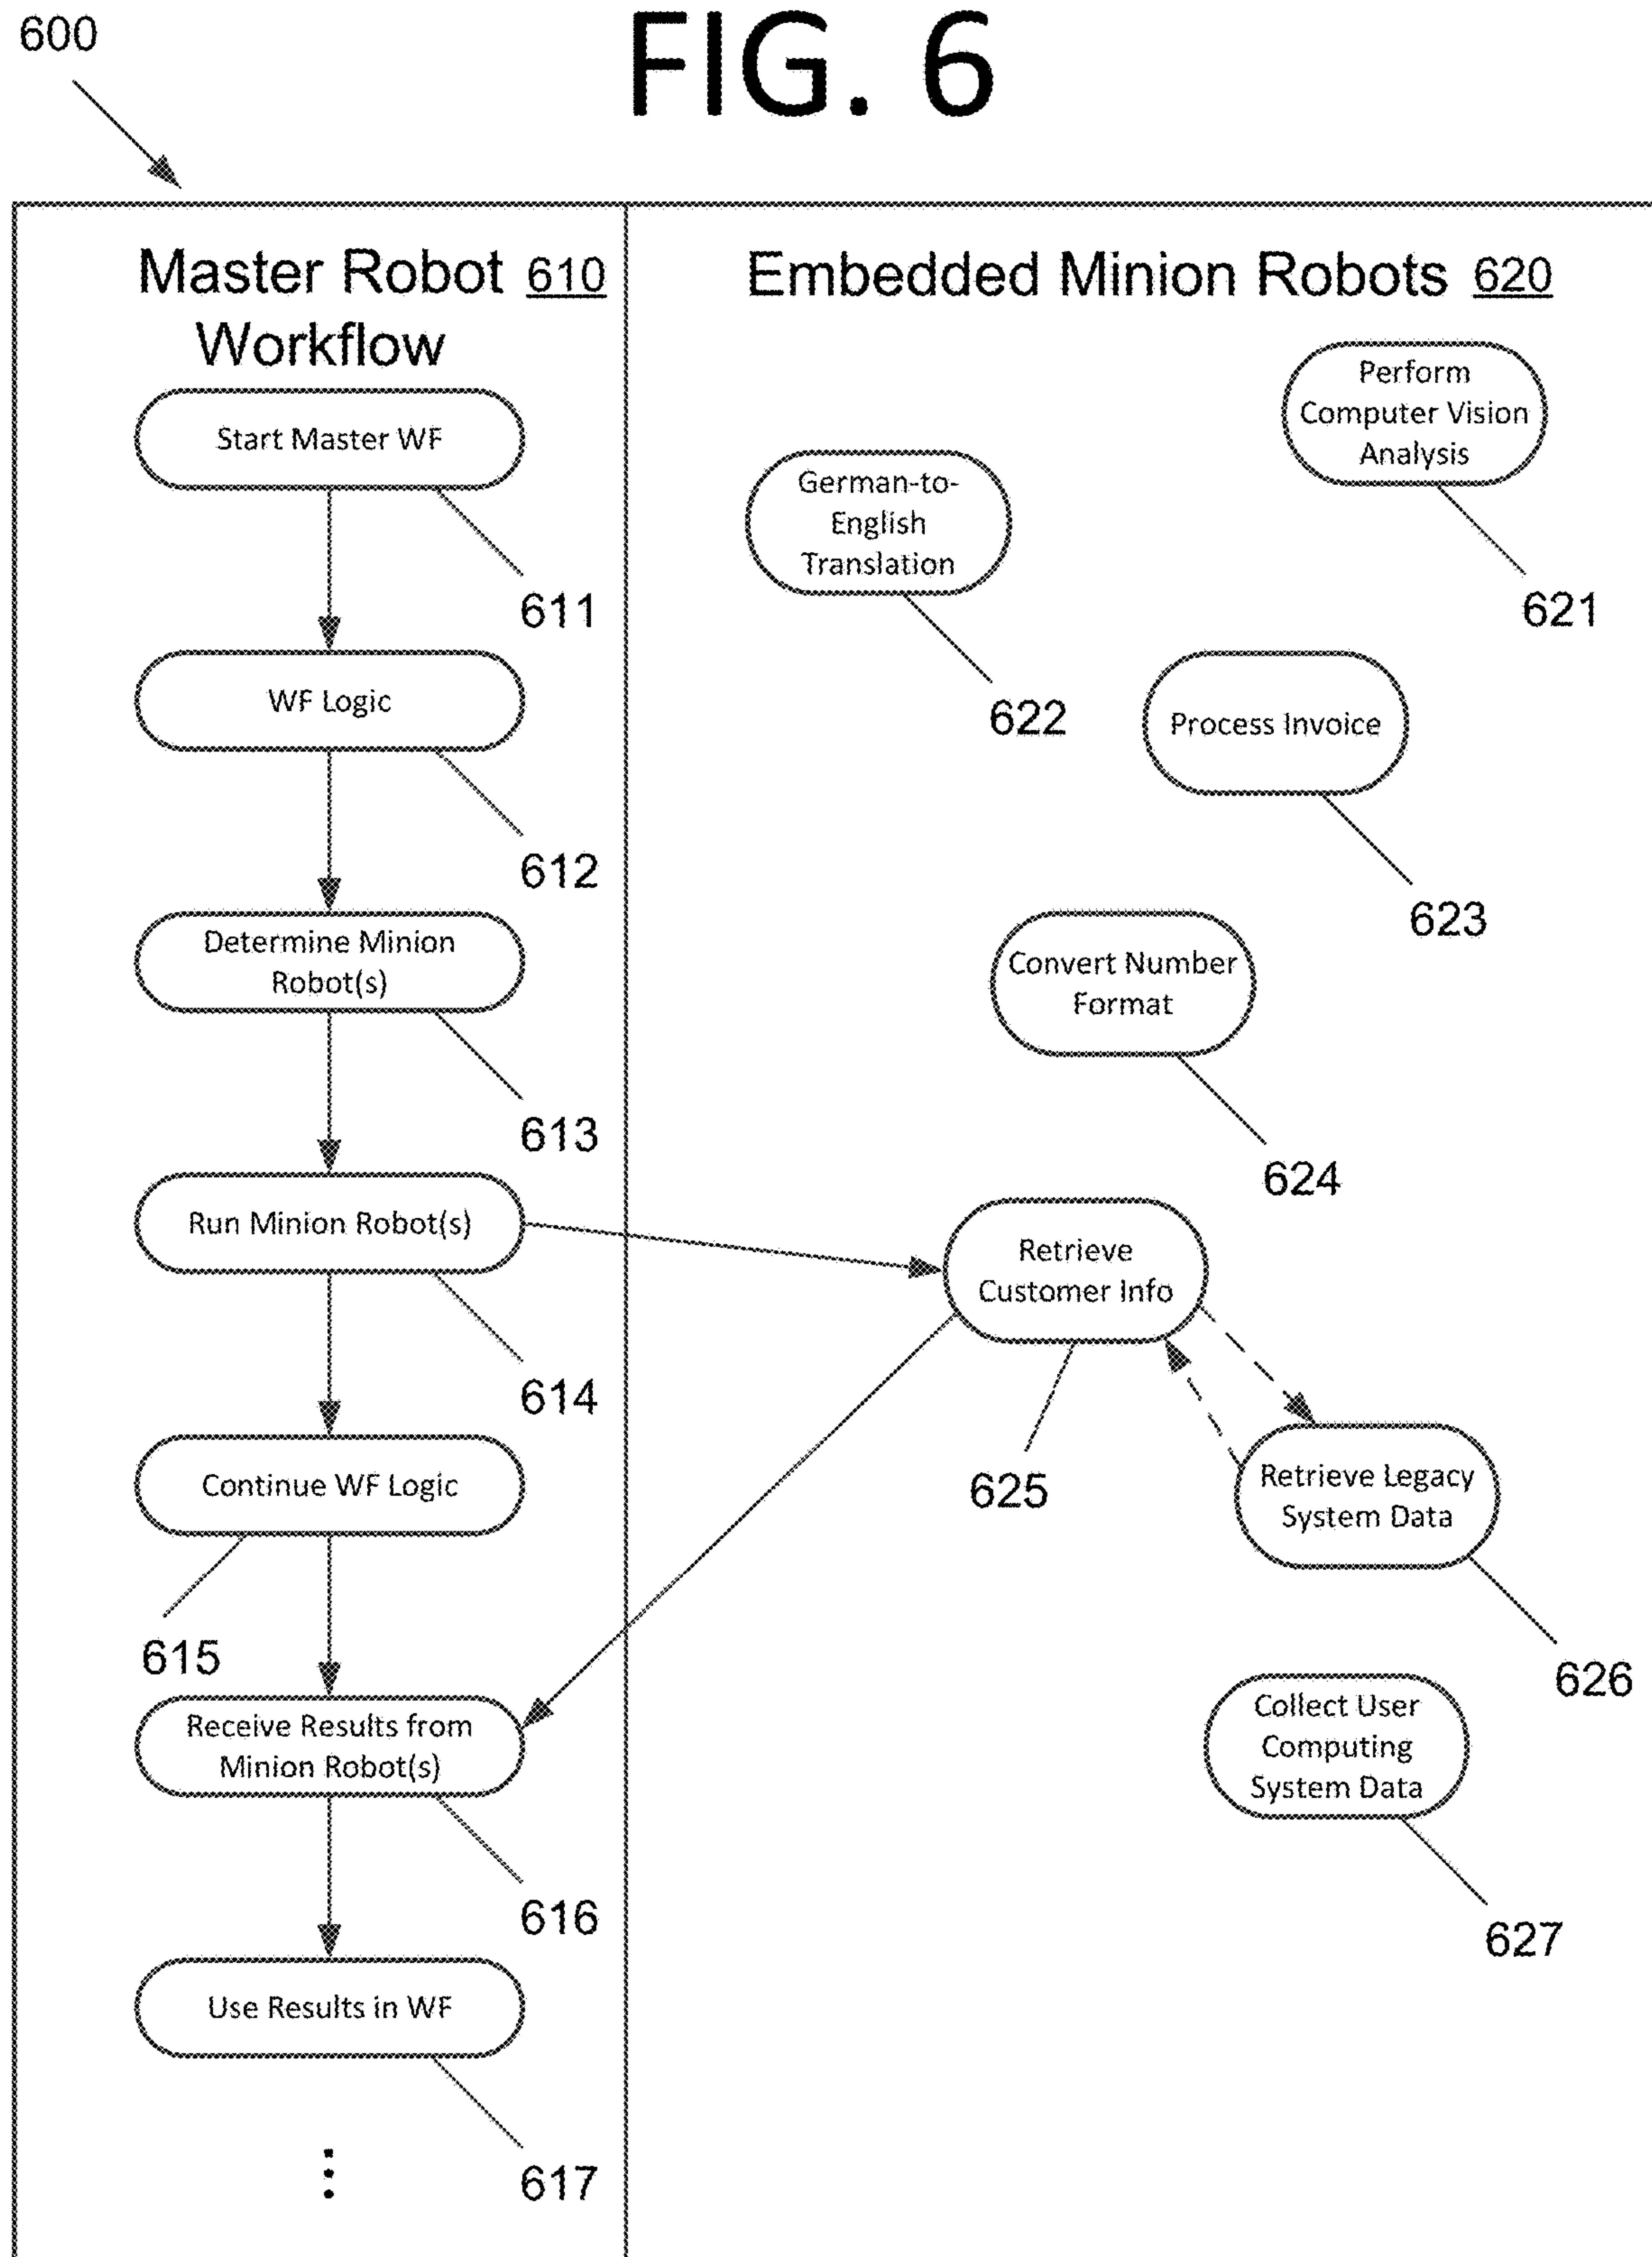 600
FIG. 6
Master Robot 610
Workflow
Start Master WF
611
WF Logic
612
Determine Minion
Robot(s)
613
Run Minion Robot(s)
614
Continue WF Logic
615
Receive Results from
Minion Robot(s)
616
Use Results in WF
617
Embedded Minion Robots 620
Perform
Computer Vision
Analysis
621
German-to-
English
Translation
622
Process Invoice
623
Convert Number
Format
624
Retrieve
Customer Info
625
Retrieve Legacy
System Data
626
Collect User
Computing
System Data
627